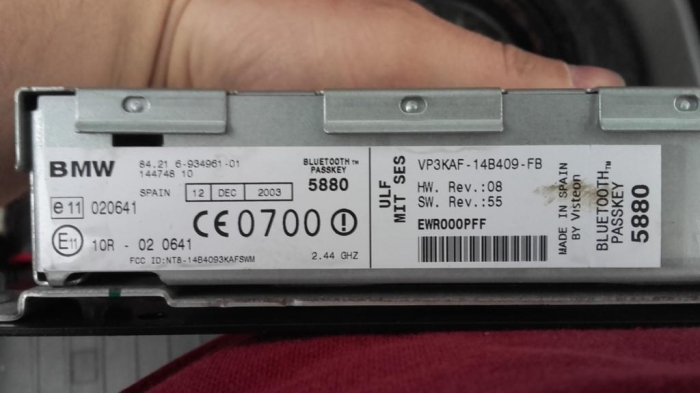 BMW
84.21 6-934961-01
144748 10
BLUETOOTH™
PASSKEY
5880
SPAIN 12 DEC 2003
e 11 020641
CE0700
E11 10R - 02 0641
FCC ID:NT8-14B4093KAFSWM
2.44 GHZ
ULF
MIT SES
VP3KAF-14B409-FB
HW. Rev.:08
SW. Rev.:55
EWR000PFF
MADE IN SPAIN
BY Visteon
BLUETOOTH™
PASSKEY
5880